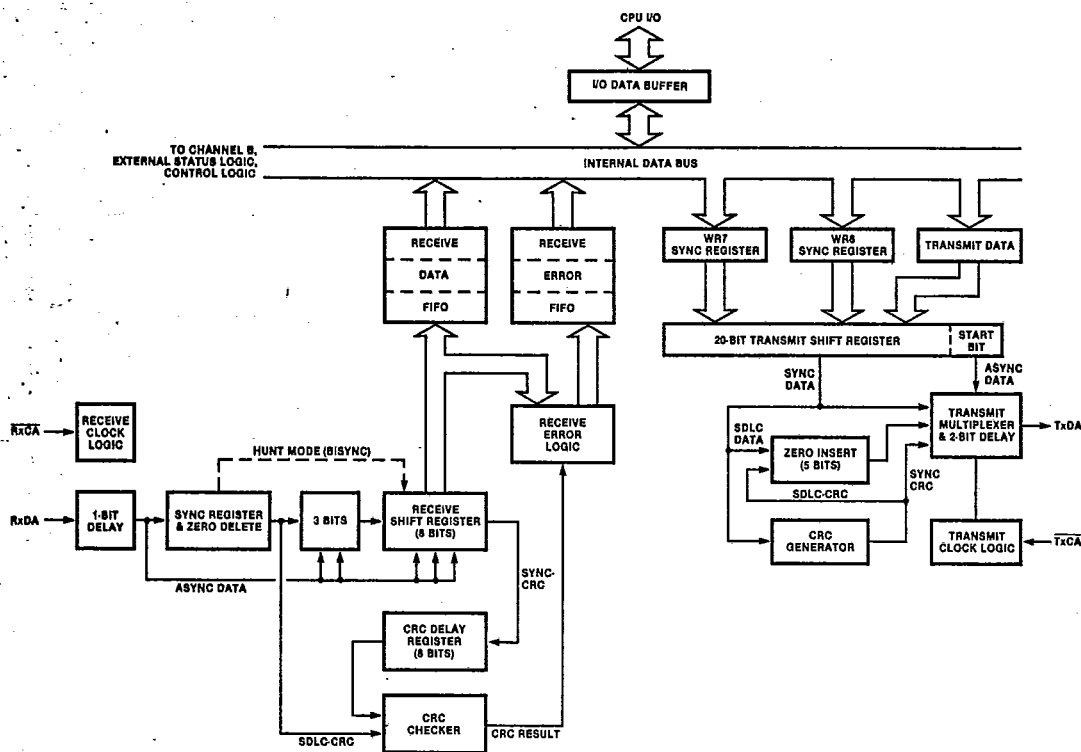 CPU I/O
I/O DATA BUFFER
TO CHANNEL B,
EXTERNAL STATUS LOGIC,
CONTROL LOGIC
INTERNAL DATA BUS
RECEIVE
DATA
FIFO
RECEIVE
ERROR
FIFO
WR7
SYNC REGISTER
WR6
SYNC REGISTER
TRANSMIT DATA
20-BIT TRANSMIT SHIFT REGISTER
START
BIT
SYNC
DATA
ASYNC
DATA
RxCA
RECEIVE
CLOCK
LOGIC
RECEIVE
ERROR
LOGIC
TRANSMIT
MULTIPLEXER
& 2-BIT DELAY
TxDA
SDLC
DATA
ZERO INSERT
(5 BITS)
SYNC
CRC
SDLC-CRC
HUNT MODE (BISYNC)
RxDA
1-BIT
DELAY
SYNC REGISTER
& ZERO DELETE
3 BITS
RECEIVE
SHIFT REGISTER
(8 BITS)
CRC
GENERATOR
TRANSMIT
CLOCK LOGIC
TxCA
ASYNC DATA
SYNC-
CRC
CRC DELAY
REGISTER
(8 BITS)
CRC
CHECKER
SDLC-CRC
CRC RESULT